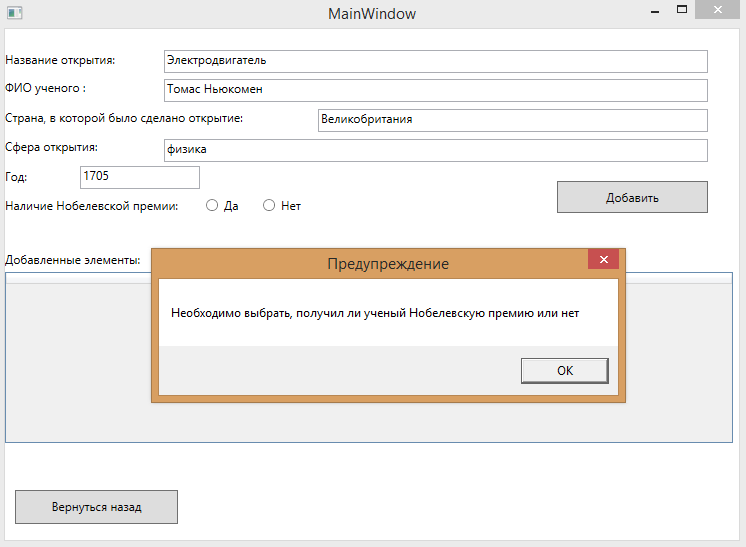 MainWindow
Название открытия: Электродвигатель
ФИО ученого : Томас Ньюкомен
Страна, в которой было сделано открытие: Великобритания
Сфера открытия: физика
Год: 1705
Добавить
Наличие Нобелевской премии: Да Нет
Добавленные элементы:
Предупреждение
Необходимо выбрать, получил ли ученый Нобелевскую премию или нет
OK
Вернуться назад